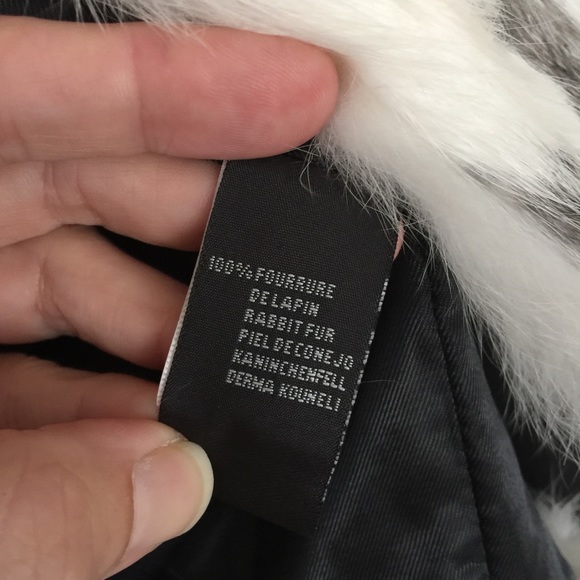 100% FOURRURE
DE LAPIN
RABBIT FUR
PIEL DE CONEJO
KANINCHENFELL
DERMA KOUNELI